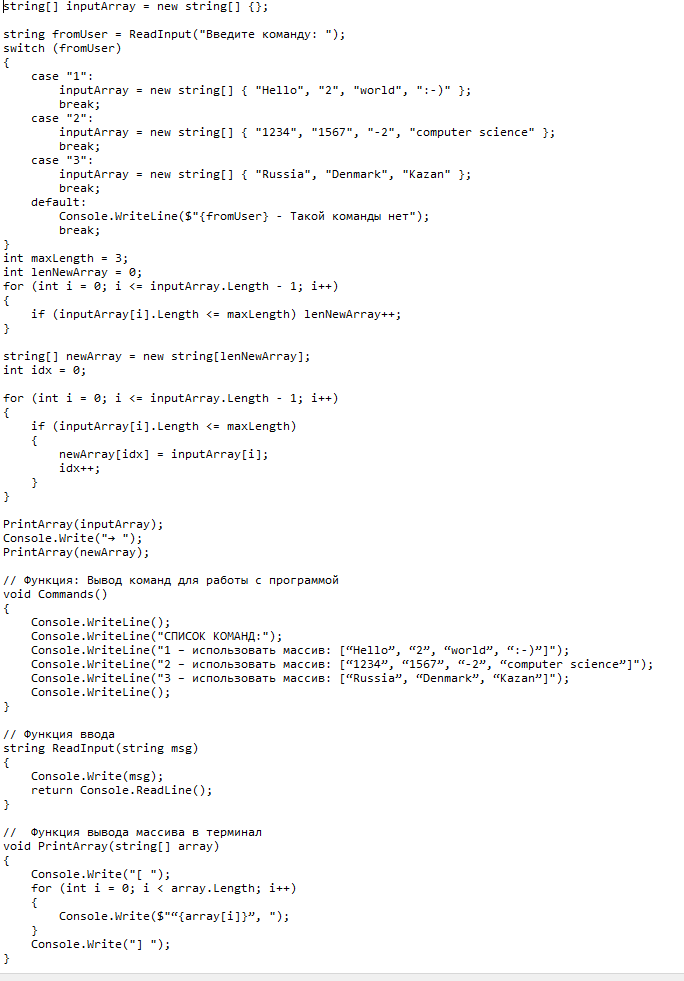 string[] inputArray = new string[] {};

string fromUser = ReadInput("Введите команду: ");
switch (fromUser)
{
    case "1":
        inputArray = new string[] { "Hello", "2", "world", ":-)" };
        break;
    case "2":
        inputArray = new string[] { "1234", "1567", "-2", "computer science" };
        break;
    case "3":
        inputArray = new string[] { "Russia", "Denmark", "Kazan" };
        break;
    default:
        Console.WriteLine($"{fromUser} - Такой команды нет");
        break;
}
int maxLength = 3;
int lenNewArray = 0;
for (int i = 0; i <= inputArray.Length - 1; i++)
{
    if (inputArray[i].Length <= maxLength) lenNewArray++;
}

string[] newArray = new string[lenNewArray];
int idx = 0;

for (int i = 0; i <= inputArray.Length - 1; i++)
{
    if (inputArray[i].Length <= maxLength)
    {
        newArray[idx] = inputArray[i];
        idx++;
    }
}

PrintArray(inputArray);
Console.Write("→ ");
PrintArray(newArray);

// Функция: Вывод команд для работы с программой
void Commands()
{
    Console.WriteLine();
    Console.WriteLine("СПИСОК КОМАНД:");
    Console.WriteLine("1 – использовать массив: [“Hello”, “2”, “world”, “:-)”]");
    Console.WriteLine("2 – использовать массив: [“1234”, “1567”, “-2”, “computer science”]");
    Console.WriteLine("3 – использовать массив: [“Russia”, “Denmark”, “Kazan”]");
    Console.WriteLine();
}

// Функция ввода
string ReadInput(string msg)
{
    Console.Write(msg);
    return Console.ReadLine();
}

//  Функция вывода массива в терминал
void PrintArray(string[] array)
{
    Console.Write("[ ");
    for (int i = 0; i < array.Length; i++)
    {
        Console.Write($"“{array[i]}”, ");
    }
    Console.Write("] ");
}